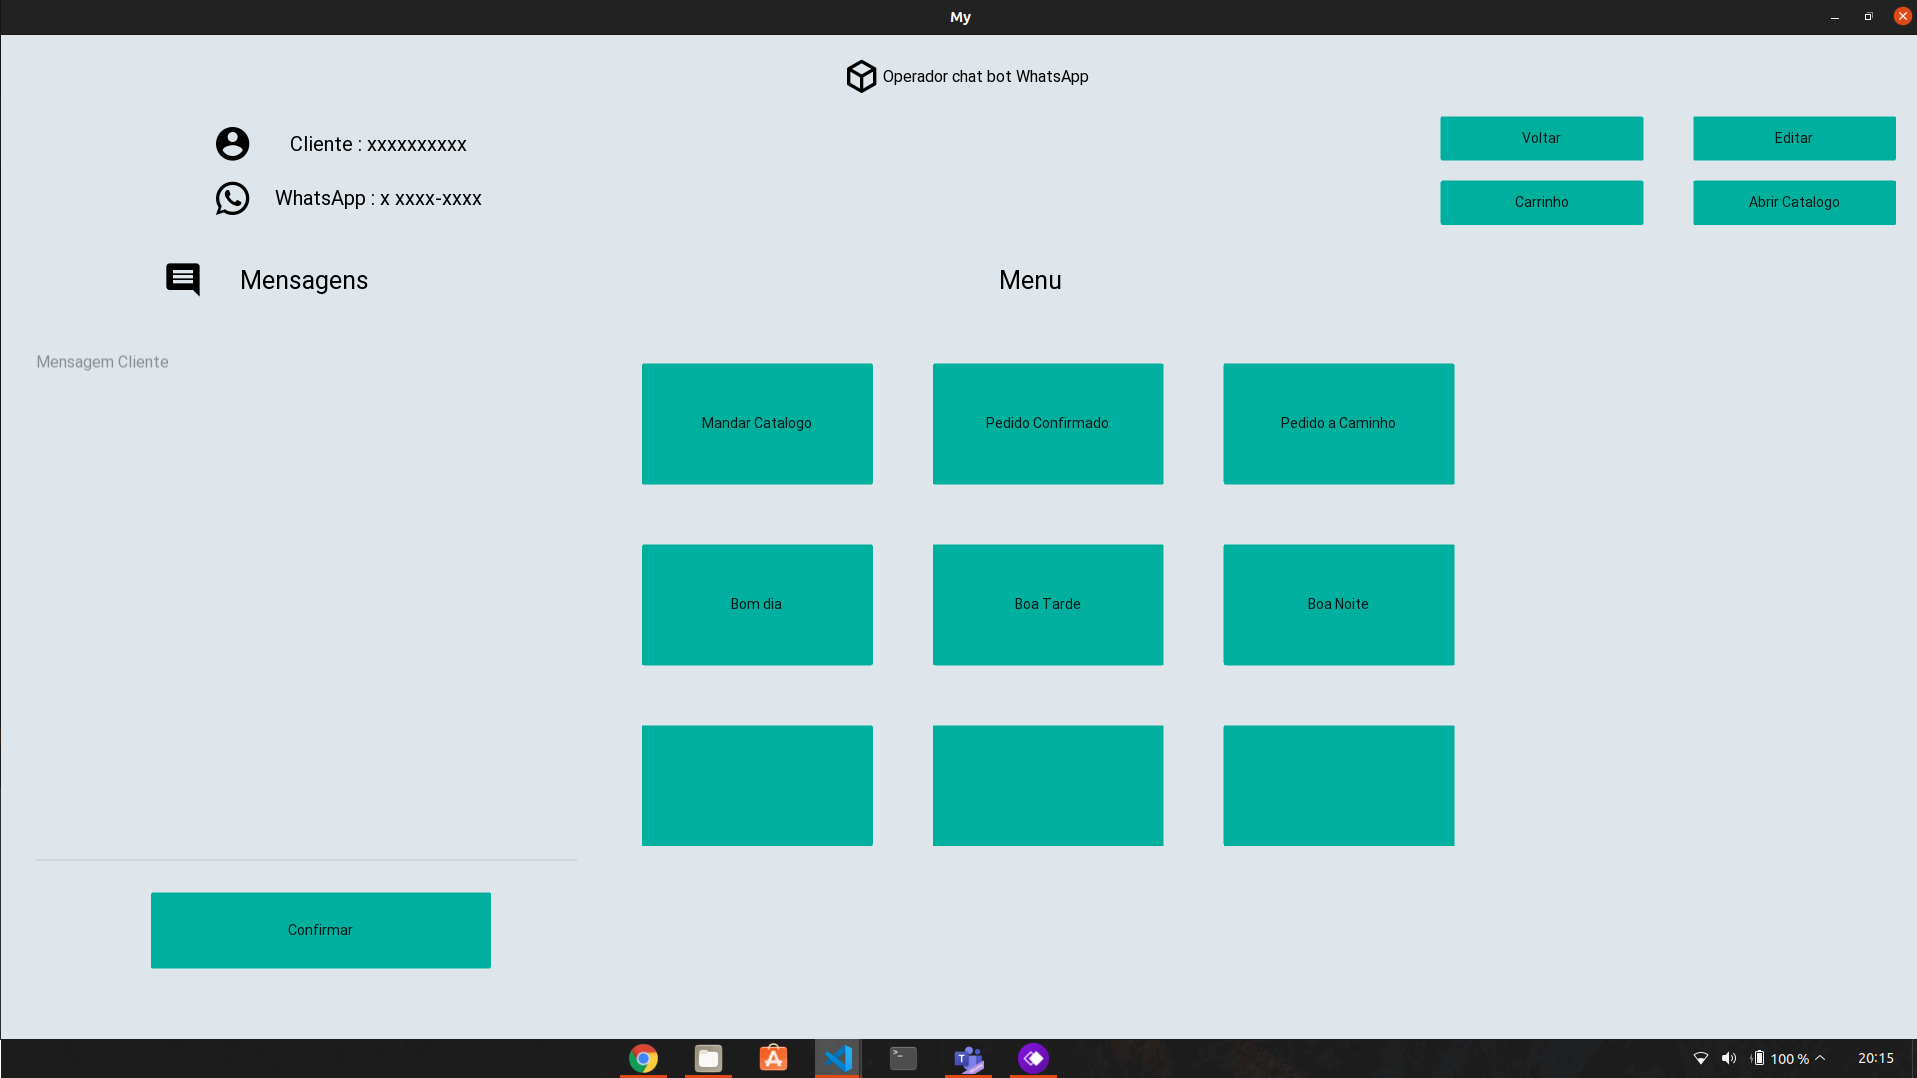 My
Operador chat bot WhatsApp
Cliente : xxxxxxxxxx
WhatsApp : x xxxx-xxxx
Voltar
Editar
Carrinho
Abrir Catalogo
Mensagens
Menu
Mensagem Cliente
Mandar Catalogo
Pedido Confirmado
Pedido a Caminho
Bom dia
Boa Tarde
Boa Noite
Confirmar
100 %
20:15